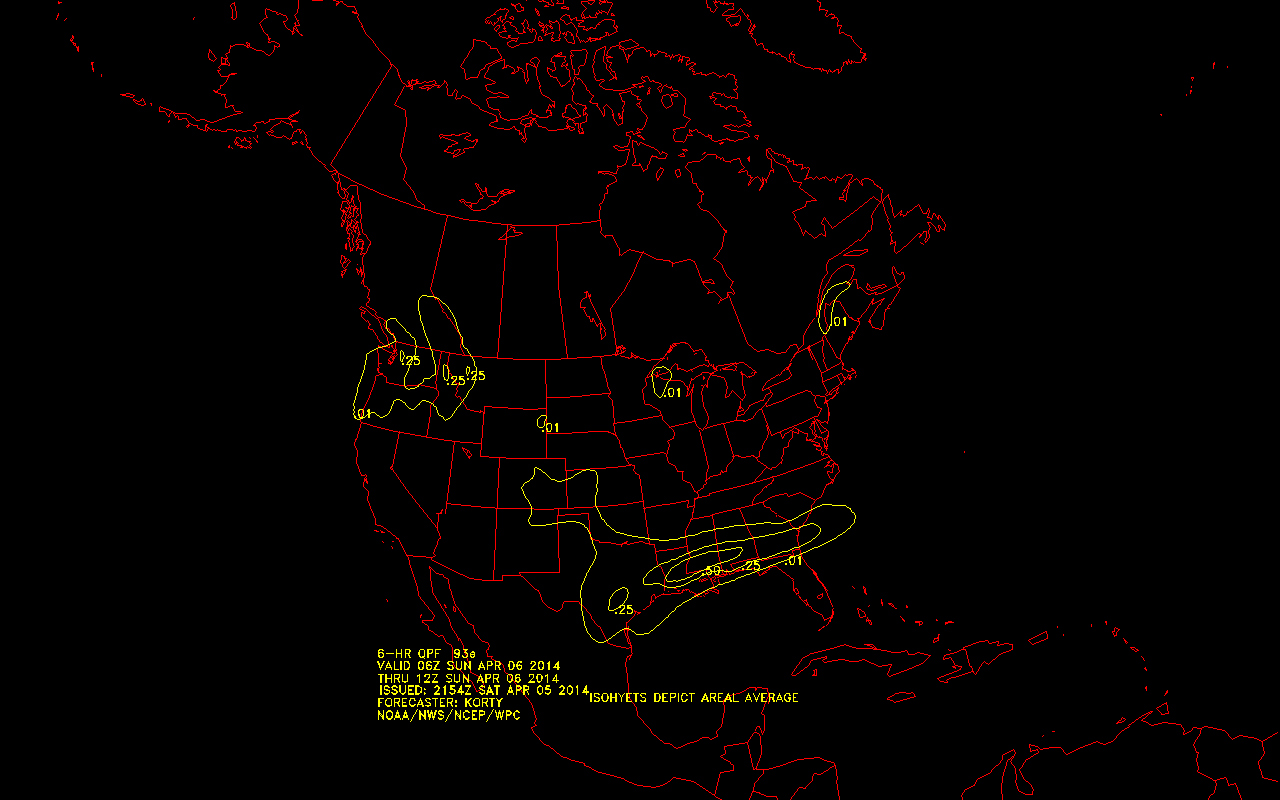 .01
.25
.25
.25
.01
.01
.01
.01
.25
.50
.25
6-HR QPF 93e
VALID 06Z SUN APR 06 2014
THRU 12Z SUN APR 06 2014
ISSUED: 2154Z SAT APR 05 2014
ISOHYETS DEPICT AREAL AVERAGE
FORECASTER: KORTY
NOAA/NWS/NCEP/WPC